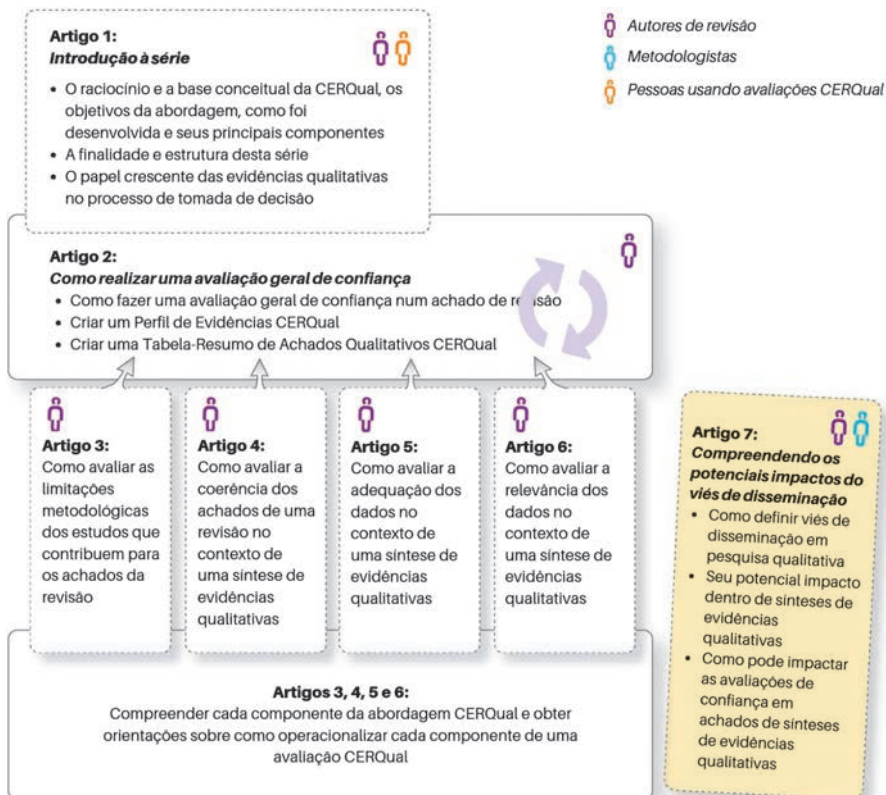 Artigo 1:
Introdução à série
• O raciocínio e a base conceitual da CERQual, os
objetivos da abordagem, como foi
desenvolvida e seus principais componentes
• A finalidade e estrutura desta série
• O papel crescente das evidências qualitativas
no processo de tomada de decisão
Autores de revisão
Metodologistas
Pessoas usando avaliações CERQual
Artigo 2:
Como realizar uma avaliação geral de confiança
• Como fazer uma avaliação geral de confiança num achado de revisão
• Criar um Perfil de Evidências CERQual
• Criar uma Tabela-Resumo de Achados Qualitativos CERQual
Artigo 3:
Como avaliar as
limitações
metodológicas
dos estudos que
contribuem para
os achados da
revisão
Artigo 4:
Como avaliar a
coerência dos
achados de uma
revisão no
contexto de
uma síntese de
evidências
qualitativas
Artigo 5:
Como avaliar a
adequação dos
dados no
contexto de
uma síntese de
evidências
qualitativas
Artigo 6:
Como avaliar a
relevância dos
dados no
contexto de
uma síntese de
evidências
qualitativas
Artigo 7:
Compreendendo os
potenciais impactos do
viés de disseminação
• Como definir viés de
disseminação em
pesquisa qualitativa
• Seu potencial impacto
dentro de sínteses de
evidências
qualitativas
• Como pode impactar
as avaliações de
confiança em
achados de sínteses
de evidências
qualitativas
Artigos 3, 4, 5 e 6:
Compreender cada componente da abordagem CERQual e obter
orientações sobre como operacionalizar cada componente de uma
avaliação CERQual